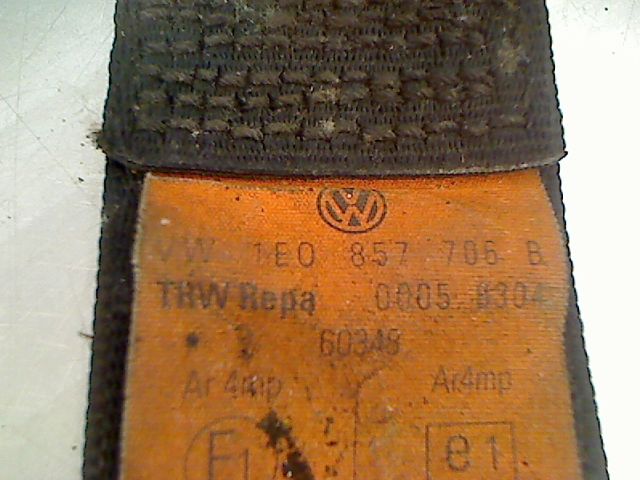 VW 1E0 857 706 B
TRW Repa 0005 8304
* 60348
Ar4mp Ar4mp
E1 e1